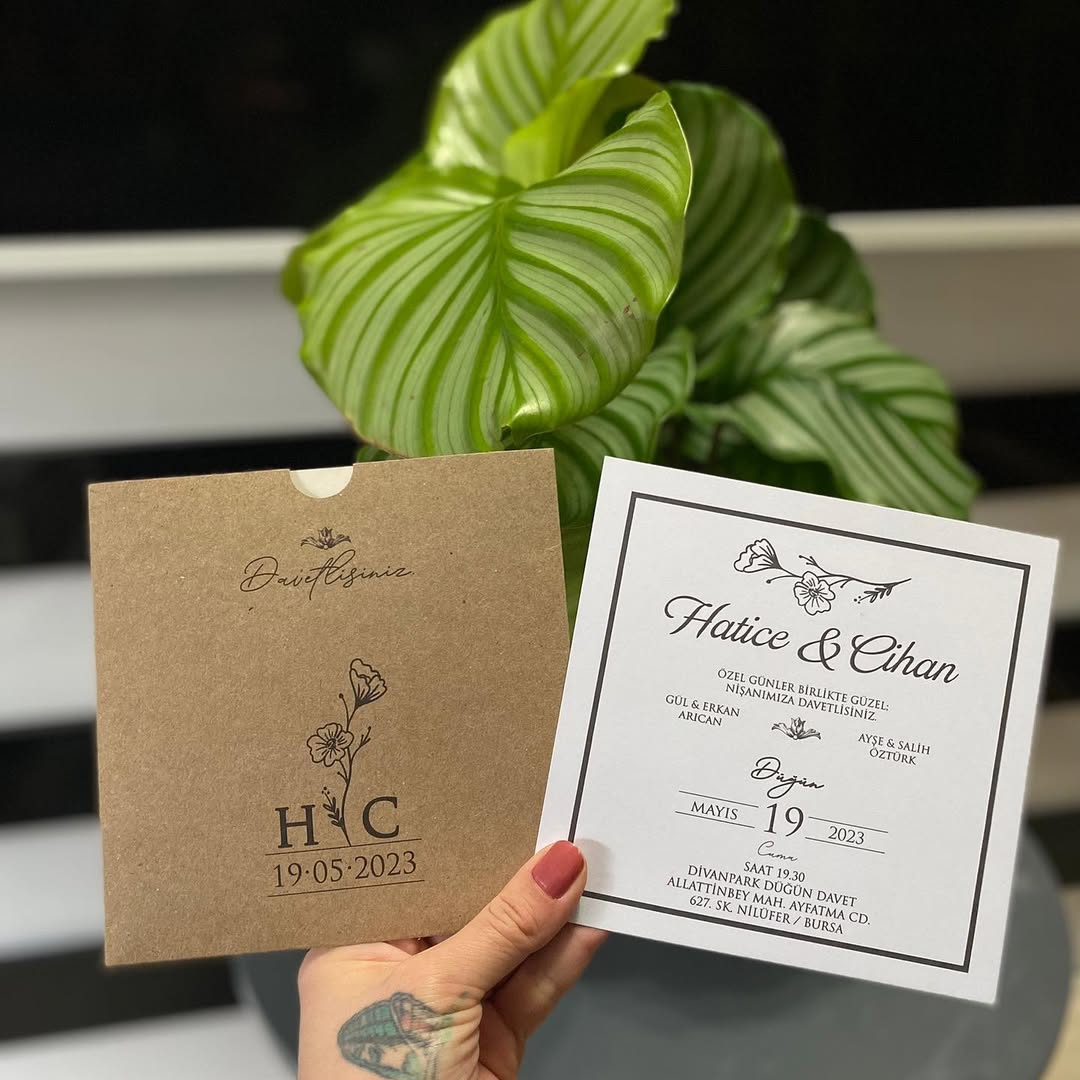 Davetlisiniz
H C
19·05·2023
Hatice & Cihan
ÖZEL GÜNLER BİRLİKTE GÜZEL;
NİŞANIMIZA DAVETLİSİNİZ.
GÜL & ERKAN
ARICAN
AYŞE & SALİH
ÖZTÜRK
Düğün
MAYIS 19 2023
Cuma
SAAT 19.30
DİVANPARK DÜĞÜN DAVET
ALLATTİNBEY MAH. AYFATMA CD.
627. SK. NİLÜFER / BURSA